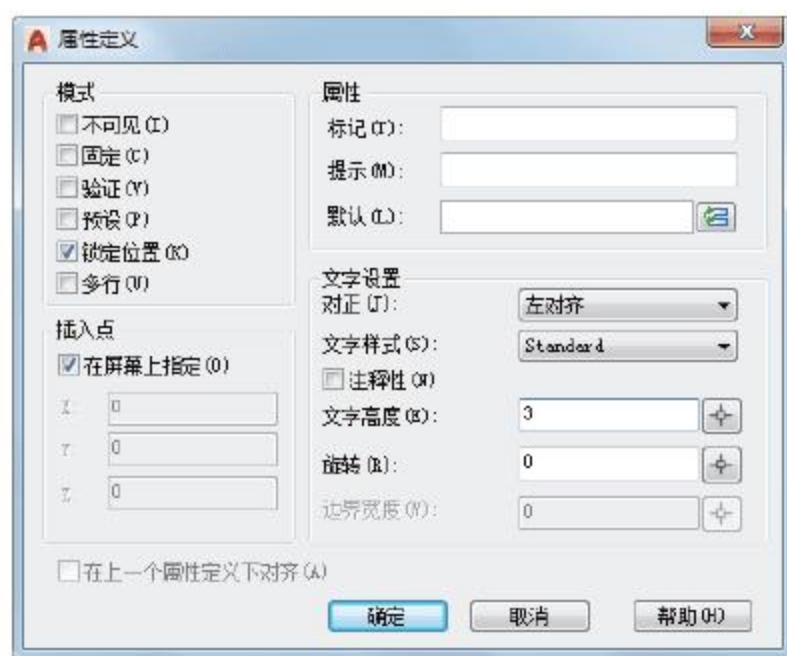 属性定义
模式
不可见(I)
固定(C)
验证(V)
预设(P)
锁定位置(K)
多行(U)
插入点
在屏幕上指定(O)
X: 0
Y: 0
Z: 0
属性
标记(T):
提示(M):
默认(L):
文字设置
对正(J): 左对齐
文字样式(S): Standard
注释性(N)
文字高度(E): 3
旋转(R): 0
边界宽度(W): 0
在上一个属性定义下对齐(A)
确定 取消 帮助(H)